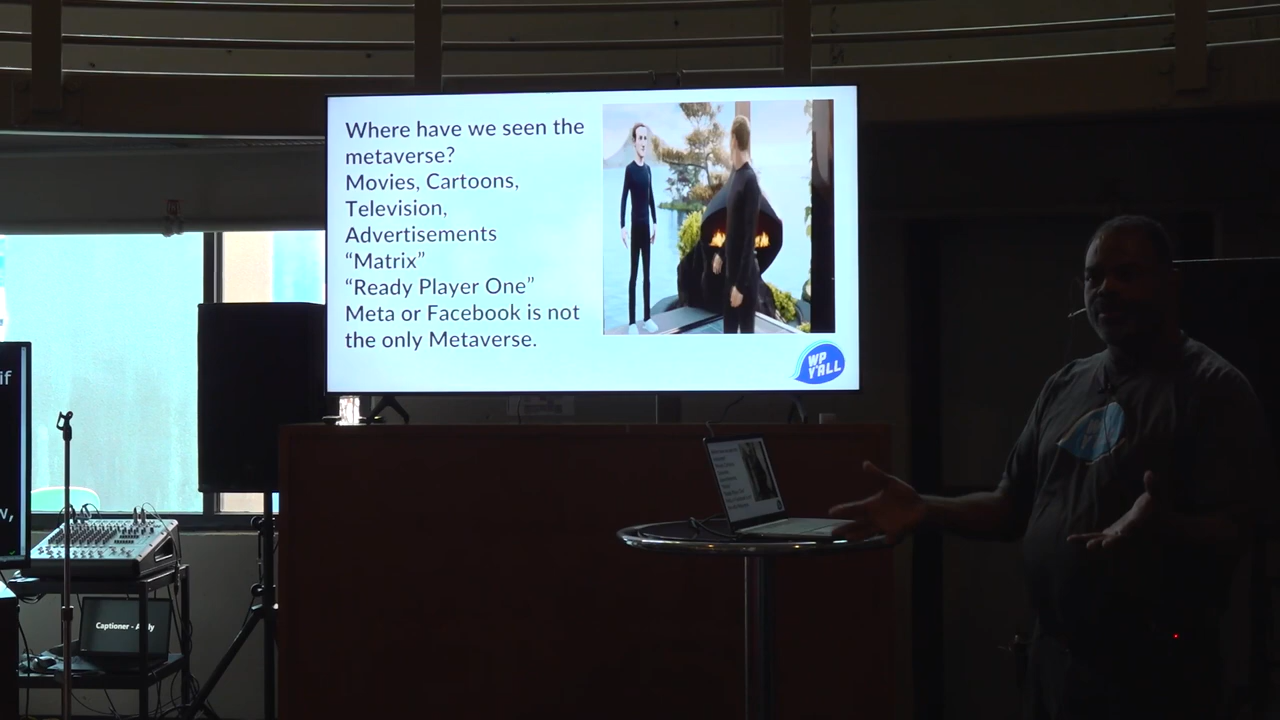 Where have we seen the
metaverse?
Movies, Cartoons,
Television,
Advertisements
“Matrix”
“Ready Player One”
Meta or Facebook is not
the only Metaverse.
WP
Y'ALL
if
Captioner -